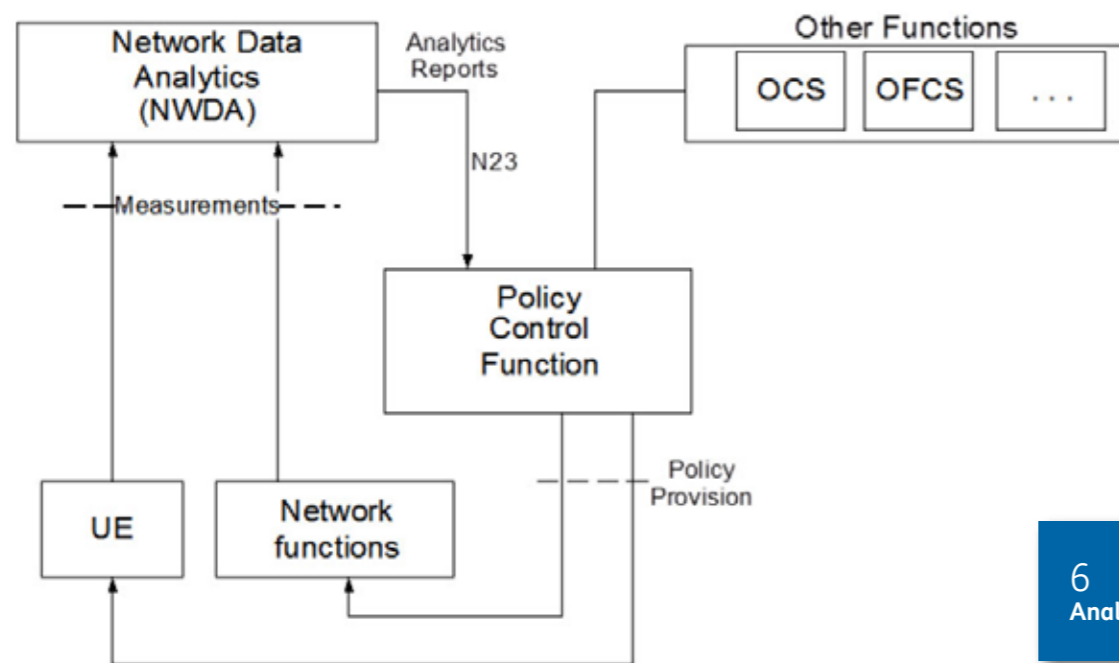 Network Data
Analytics
(NWDA)
Analytics
Reports
Other Functions
OCS
OFCS
. . .
N23
Measurements
Policy
Control
Function
Policy
Provision
UE
Network
functions
6